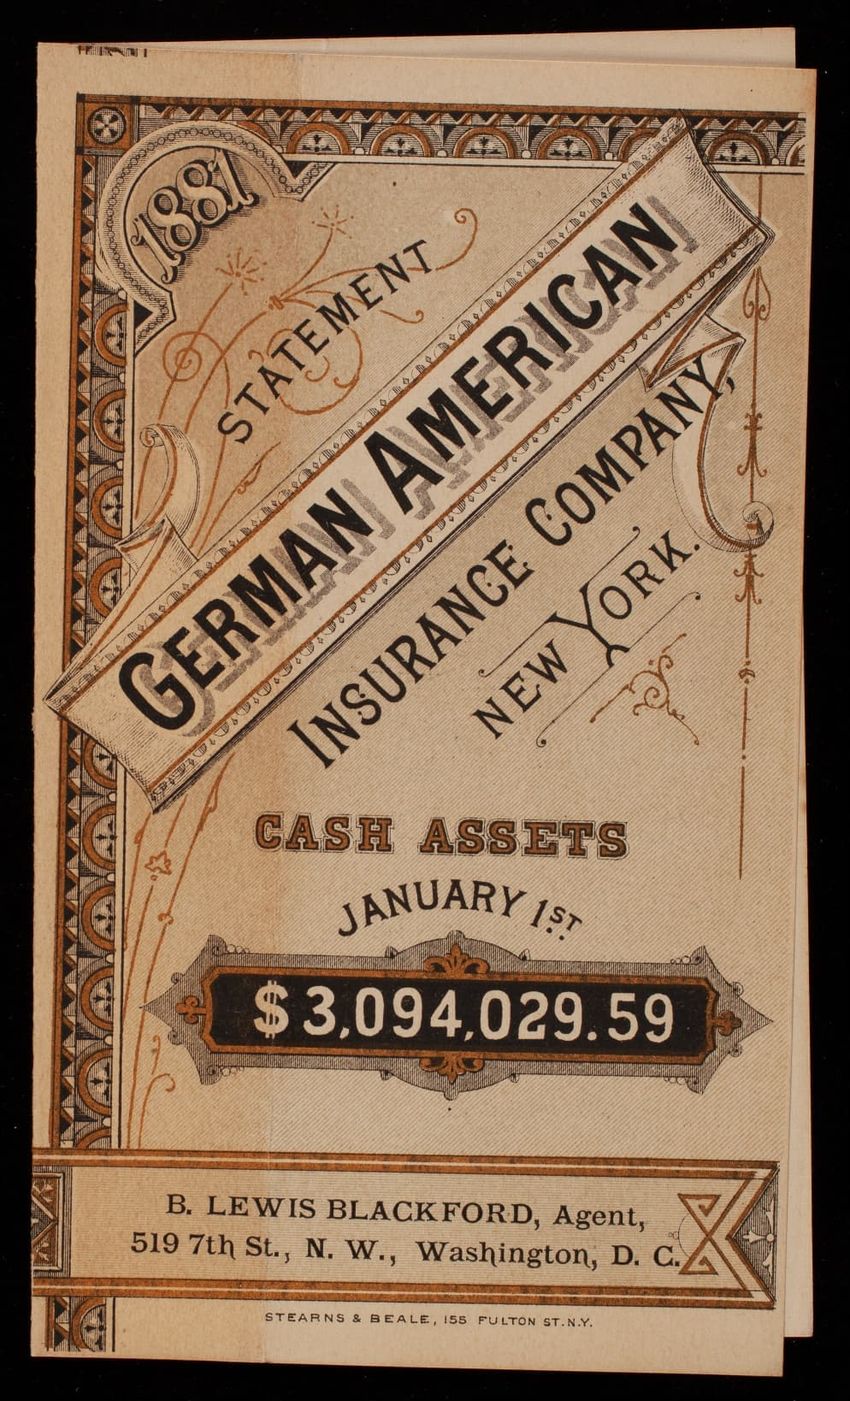 1881
STATEMENT
GERMAN AMERICAN
INSURANCE COMPANY,
NEW YORK.
CASH ASSETS
JANUARY 1ST
$3,094,029.59
B. LEWIS BLACKFORD, Agent,
519 7th St., N. W., Washington, D. C.
STEARNS & BEALE, 155 FULTON ST. N.Y.